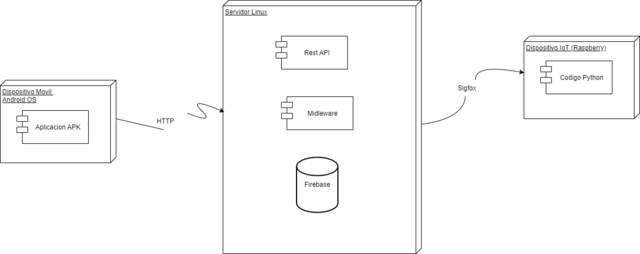 Servidor Linux
Rest API
Midleware
Firebase
Dispositivo Movil
Android OS
Aplicacion APK
HTTP
Sigfox
Dispositivo IoT (Raspberry)
Codigo Python